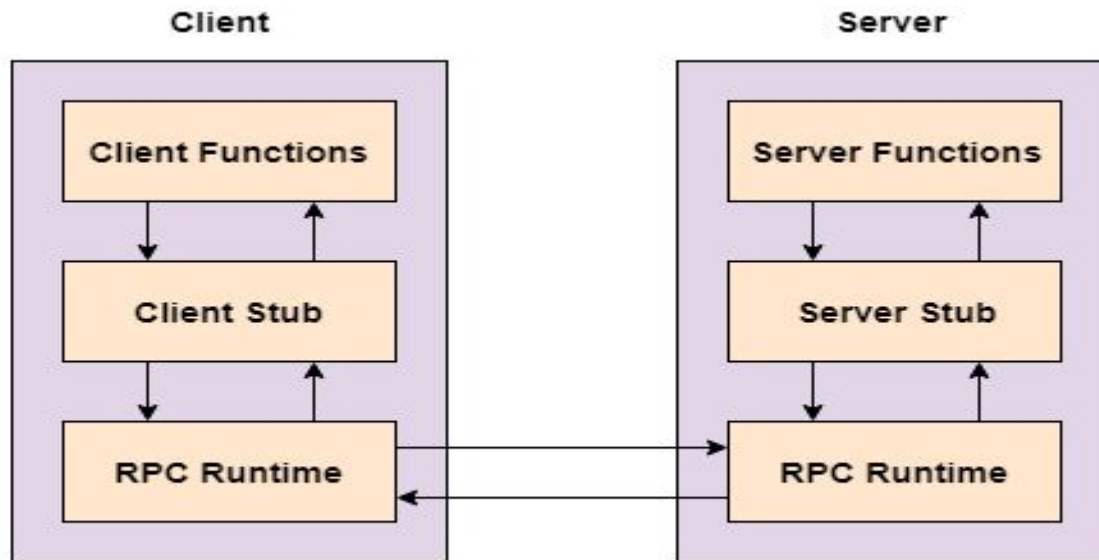 Client
Server
Client Functions
Server Functions
Client Stub
Server Stub
RPC Runtime
RPC Runtime